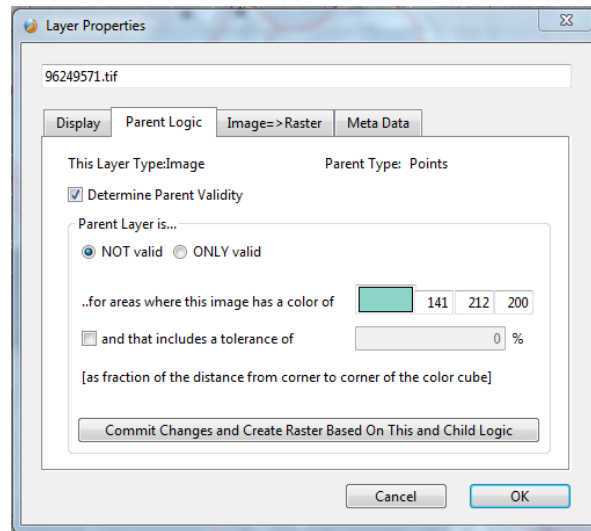 Layer Properties
96249571.tif
Display Parent Logic Image=>Raster Meta Data
This Layer Type:Image Parent Type: Points
Determine Parent Validity
Parent Layer is...
NOT valid ONLY valid
..for areas where this image has a color of 141 212 200
and that includes a tolerance of 0 %
[as fraction of the distance from corner to corner of the color cube]
Commit Changes and Create Raster Based On This and Child Logic
Cancel OK